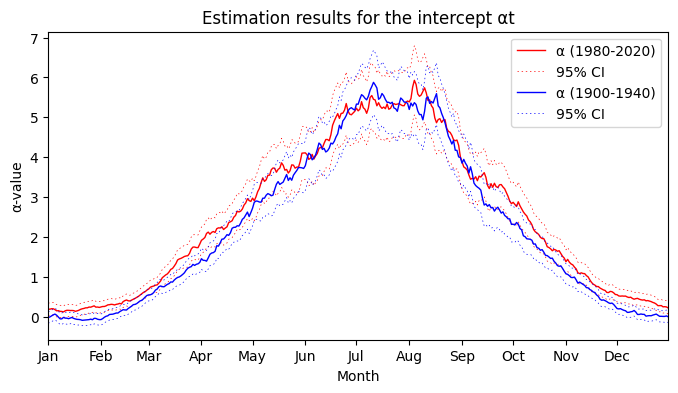 Estimation results for the intercept αt
α-value
7
6
5
4
3
2
1
0
α (1980-2020)
95% CI
α (1900-1940)
95% CI
Jan Feb Mar Apr May Jun Jul Aug Sep Oct Nov Dec
Month